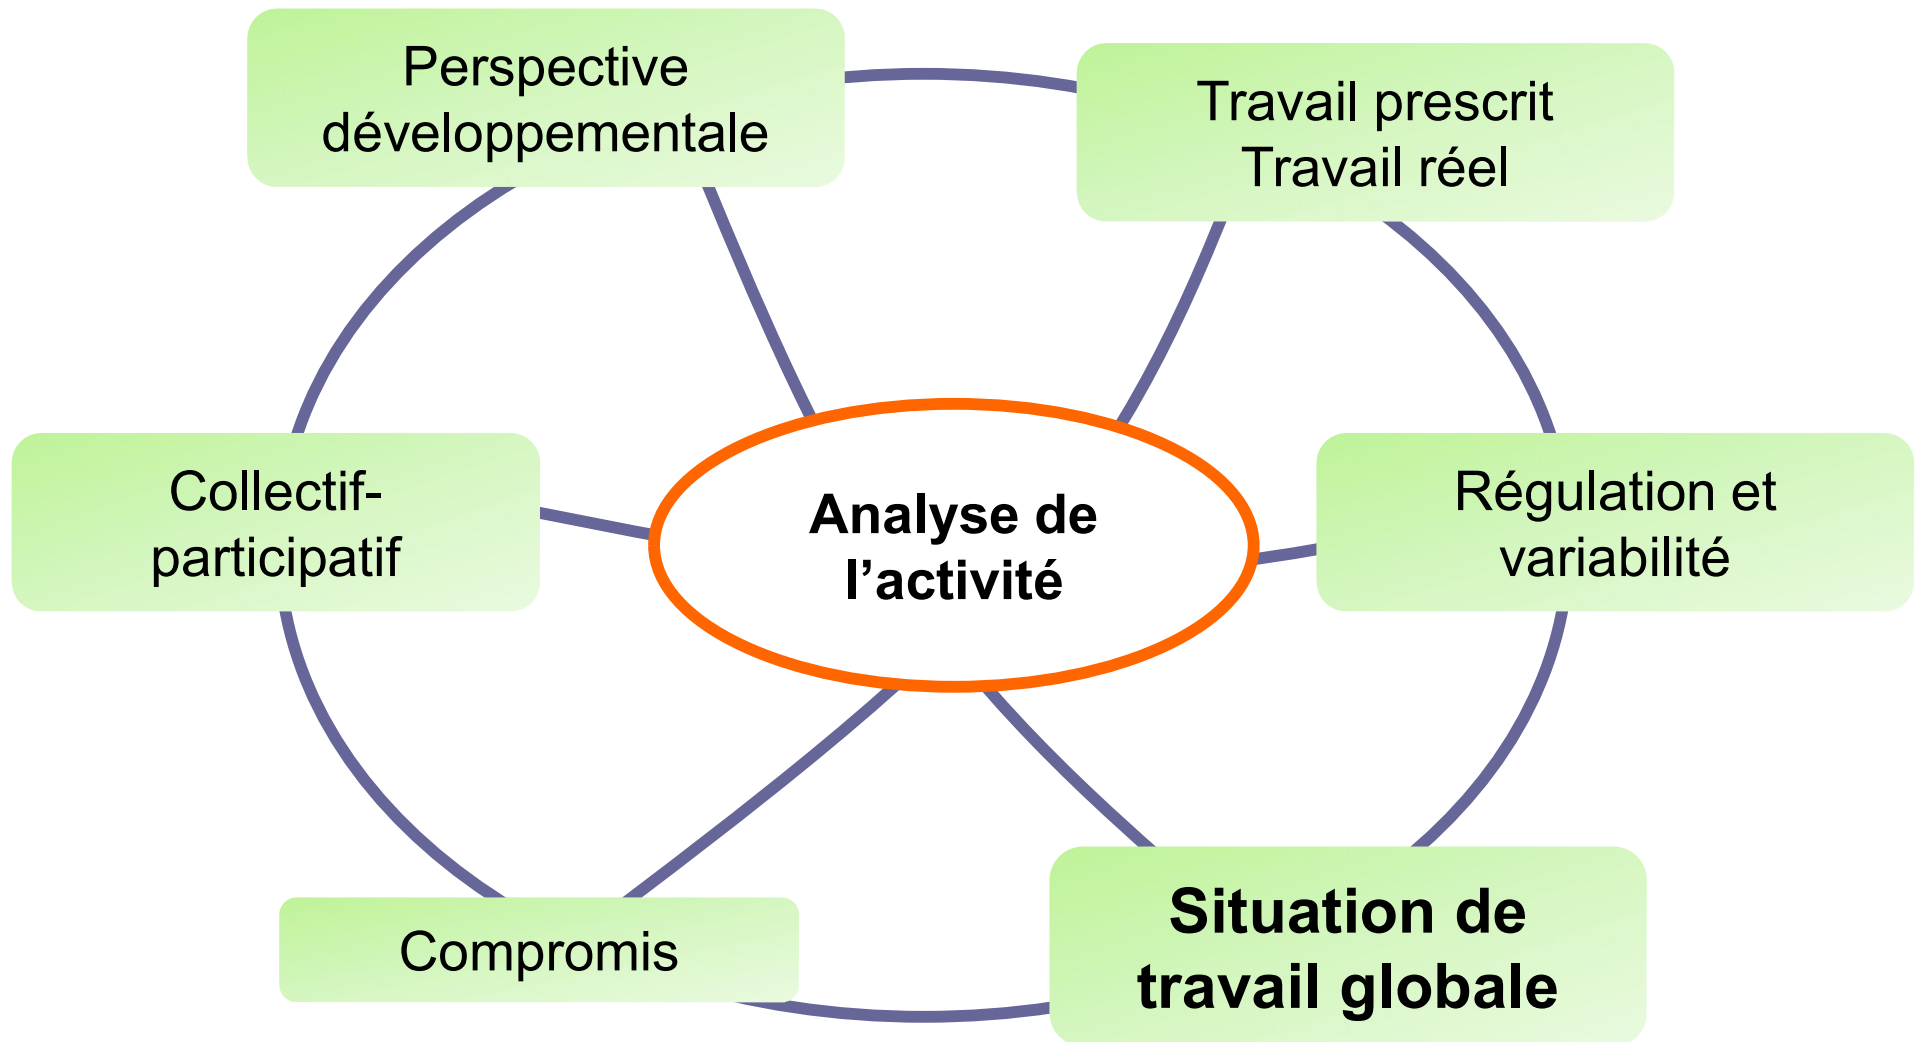 Perspective
développementale
Travail prescrit
Travail réel
Collectif-
participatif
Analyse de
l’activité
Régulation et
variabilité
Compromis
Situation de
travail globale